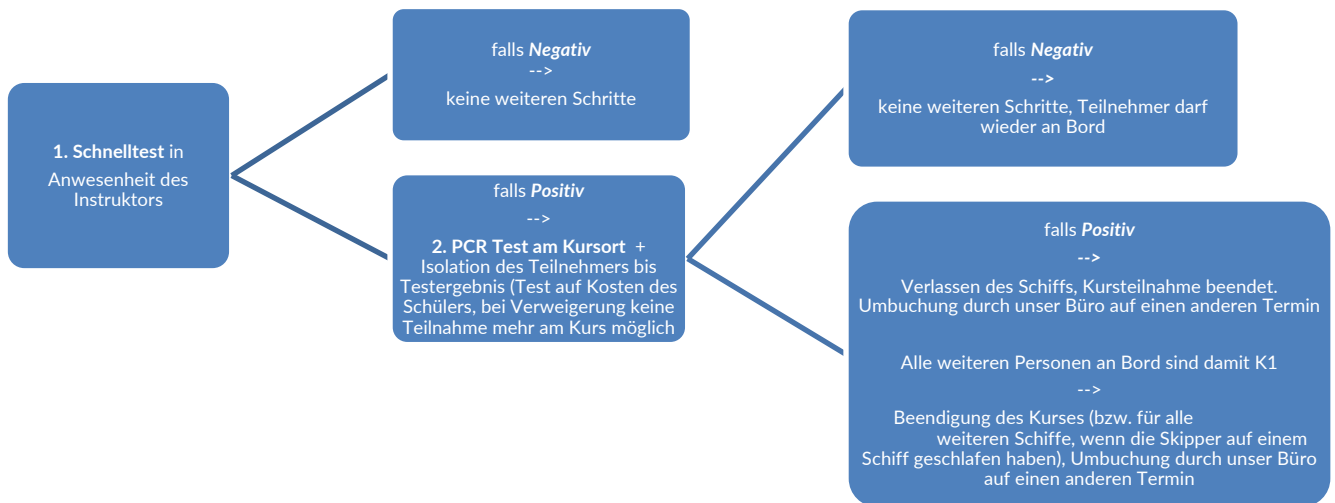 1. Schnelltest in
Anwesenheit des
Instruktors
falls Negativ
-->
keine weiteren Schritte
falls Positiv
-->
2. PCR Test am Kursort +
Isolation des Teilnehmers bis
Testergebnis (Test auf Kosten des
Schülers, bei Verweigerung keine
Teilnahme mehr am Kurs möglich
falls Negativ
-->
keine weiteren Schritte, Teilnehmer darf
wieder an Bord
falls Positiv
-->
Verlassen des Schiffs, Kursteilnahme beendet.
Umbuchung durch unser Büro auf einen anderen Termin
Alle weiteren Personen an Bord sind damit K1
-->
Beendigung des Kurses (bzw. für alle
weiteren Schiffe, wenn die Skipper auf einem
Schiff geschlafen haben), Umbuchung durch unser Büro
auf einen anderen Termin